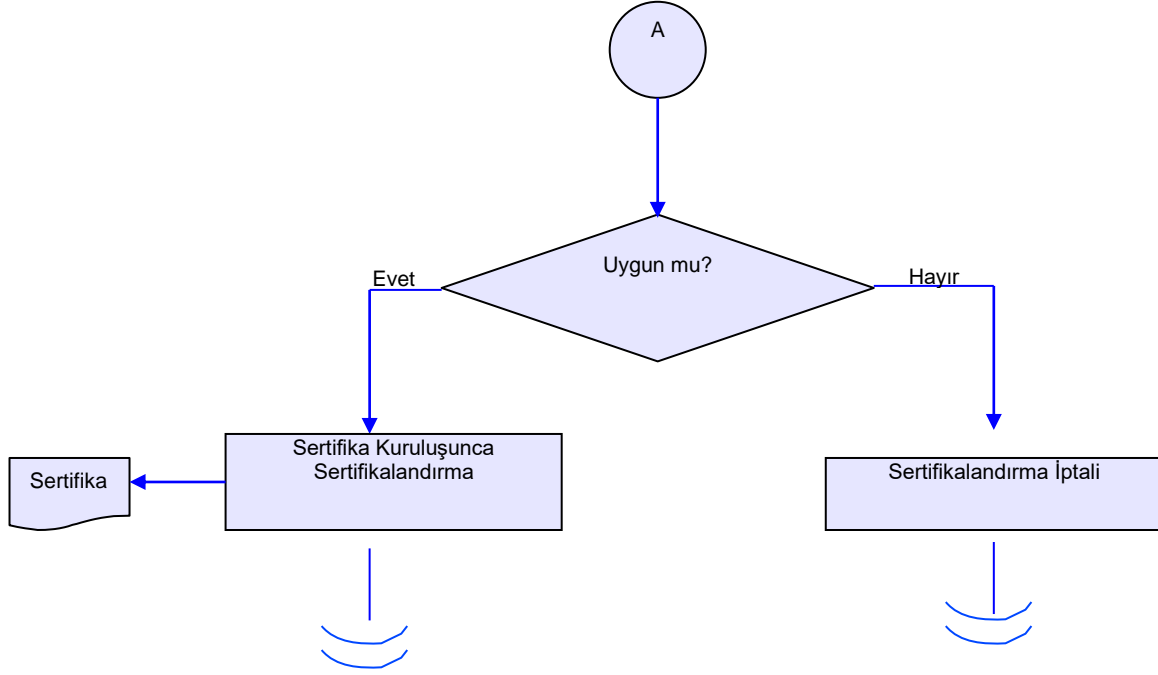 A
Uygun mu?
Evet
Hayır
Sertifika Kuruluşunca
Sertifikalandırma
Sertifika
Sertifikalandırma İptali